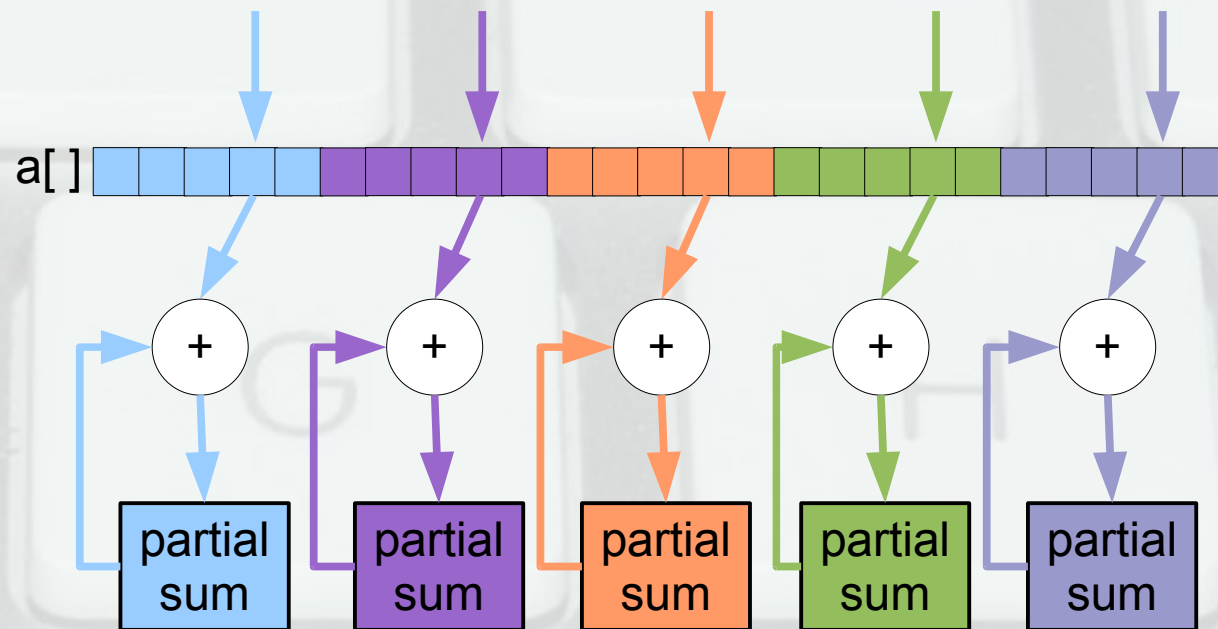 a[ ]
+ + + + +
partial partial partial partial partial
sum sum sum sum sum
G H